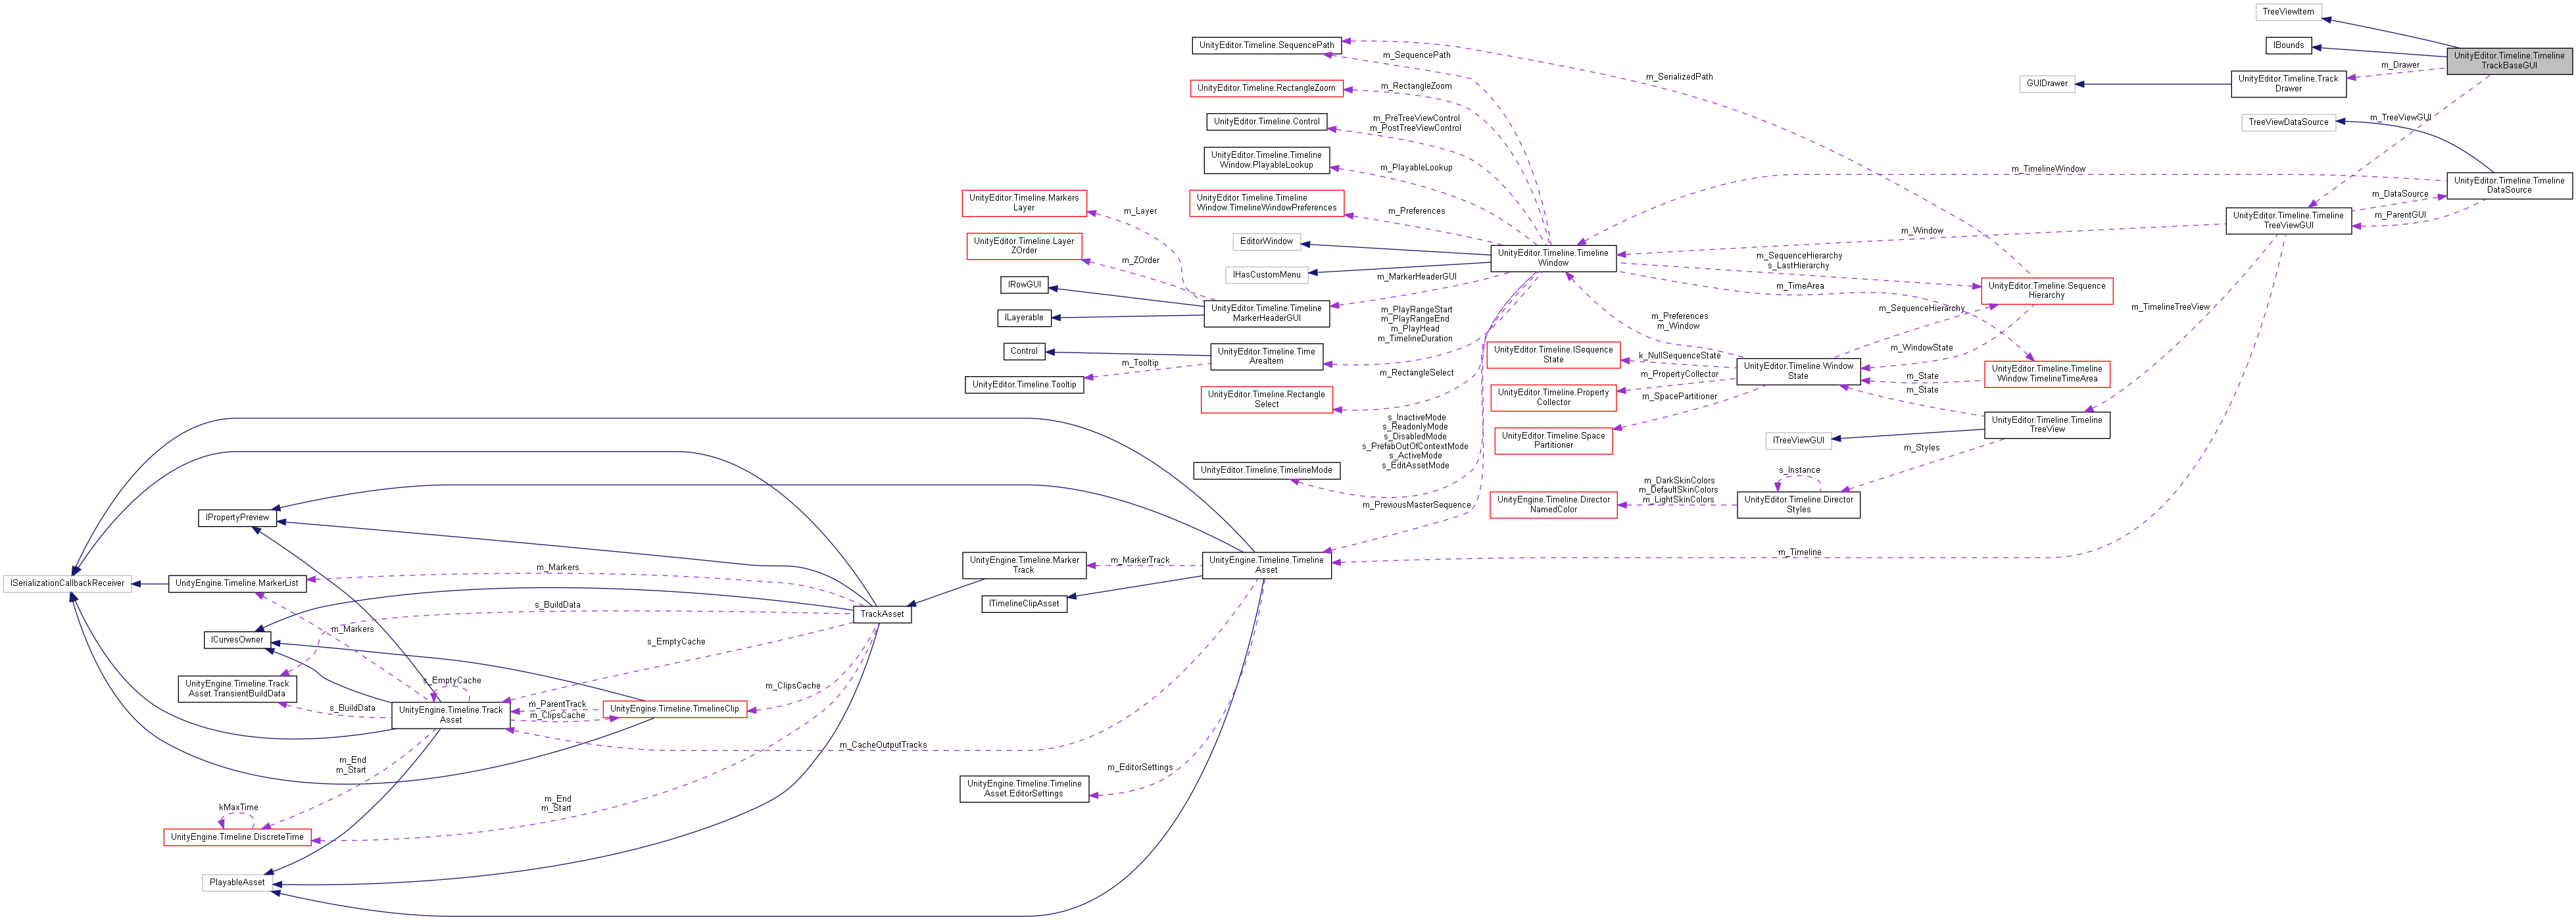 TreeViewItem
IBounds
UnityEditor.Timeline.Timeline
TrackBaseGUI
m_Drawer
GUIDrawer
UnityEditor.Timeline.Track
Drawer
TreeViewDataSource
m_TreeViewGUI
UnityEditor.Timeline.Timeline
DataSource
m_DataSource
m_ParentGUI
UnityEditor.Timeline.Timeline
TreeViewGUI
m_TimelineWindow
m_Window
m_TimelineTreeView
m_Timeline
UnityEditor.Timeline.SequencePath
m_SequencePath
m_SerializedPath
UnityEditor.Timeline.RectangleZoom
m_RectangleZoom
UnityEditor.Timeline.Control
m_PreTreeViewControl
m_PostTreeViewControl
UnityEditor.Timeline.Timeline
Window.PlayableLookup
m_PlayableLookup
UnityEditor.Timeline.Timeline
Window.TimelineWindowPreferences
m_Preferences
EditorWindow
IHasCustomMenu
UnityEditor.Timeline.Timeline
Window
m_MarkerHeaderGUI
m_SequenceHierarchy
s_LastHierarchy
m_TimeArea
UnityEditor.Timeline.Sequence
Hierarchy
m_SequenceHierarchy
m_WindowState
m_Preferences
m_Window
UnityEditor.Timeline.Markers
Layer
m_Layer
UnityEditor.Timeline.Layer
ZOrder
m_ZOrder
IRowGUI
ILayerable
UnityEditor.Timeline.Timeline
MarkerHeaderGUI
m_PlayRangeStart
m_PlayRangeEnd
m_PlayHead
m_TimelineDuration
Control
UnityEditor.Timeline.Time
AreaItem
m_Tooltip
UnityEditor.Timeline.Tooltip
m_RectangleSelect
UnityEditor.Timeline.Rectangle
Select
UnityEditor.Timeline.ISequence
State
k_NullSequenceState
UnityEditor.Timeline.Property
Collector
m_PropertyCollector
m_SpacePartitioner
UnityEditor.Timeline.Space
Partitioner
UnityEditor.Timeline.Window
State
m_State
UnityEditor.Timeline.Timeline
Window.TimelineTimeArea
m_State
UnityEditor.Timeline.Timeline
TreeView
ITreeViewGUI
m_Styles
s_InactiveMode
s_ReadonlyMode
s_DisabledMode
s_PrefabOutOfContextMode
s_ActiveMode
s_EditAssetMode
UnityEditor.Timeline.TimelineMode
m_PreviousMasterSequence
UnityEngine.Timeline.Director
NamedColor
m_DarkSkinColors
m_DefaultSkinColors
m_LightSkinColors
s_Instance
UnityEditor.Timeline.Director
Styles
IPropertyPreview
ISerializationCallbackReceiver
UnityEngine.Timeline.MarkerList
m_Markers
UnityEngine.Timeline.Marker
Track
m_MarkerTrack
UnityEngine.Timeline.Timeline
Asset
ITimelineClipAsset
TrackAsset
s_BuildData
m_Markers
ICurvesOwner
s_EmptyCache
UnityEngine.Timeline.Track
Asset.TransientBuildData
s_EmptyCache
m_ClipsCache
s_BuildData
UnityEngine.Timeline.Track
Asset
m_ParentTrack
m_ClipsCache
UnityEngine.Timeline.TimelineClip
m_CacheOutputTracks
m_End
m_Start
m_EditorSettings
UnityEngine.Timeline.Timeline
Asset.EditorSettings
m_End
m_Start
kMaxTime
UnityEngine.Timeline.DiscreteTime
PlayableAsset